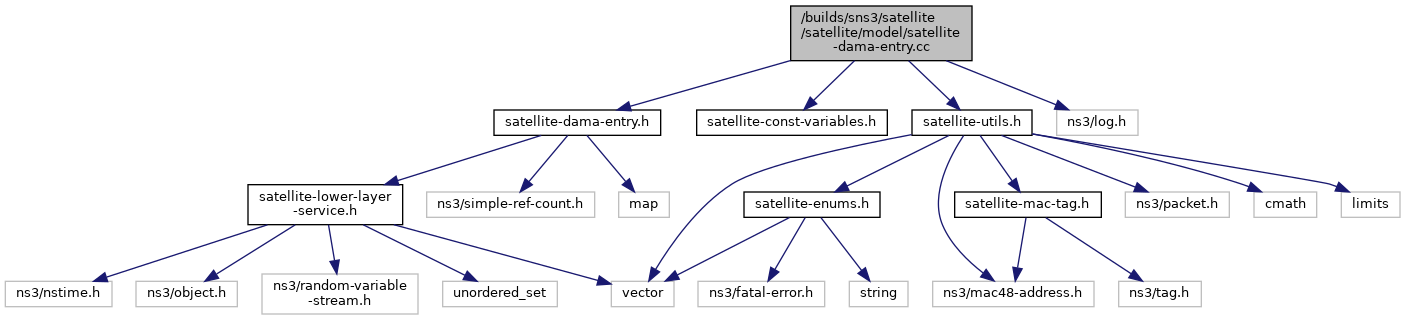 /builds/sns3/satellite
/satellite/model/satellite
-dama-entry.cc
satellite-dama-entry.h
satellite-const-variables.h
satellite-utils.h
ns3/log.h
satellite-lower-layer
-service.h
ns3/simple-ref-count.h
map
satellite-enums.h
satellite-mac-tag.h
ns3/packet.h
cmath
limits
ns3/nstime.h
ns3/object.h
ns3/random-variable
-stream.h
unordered_set
vector
ns3/fatal-error.h
string
ns3/mac48-address.h
ns3/tag.h